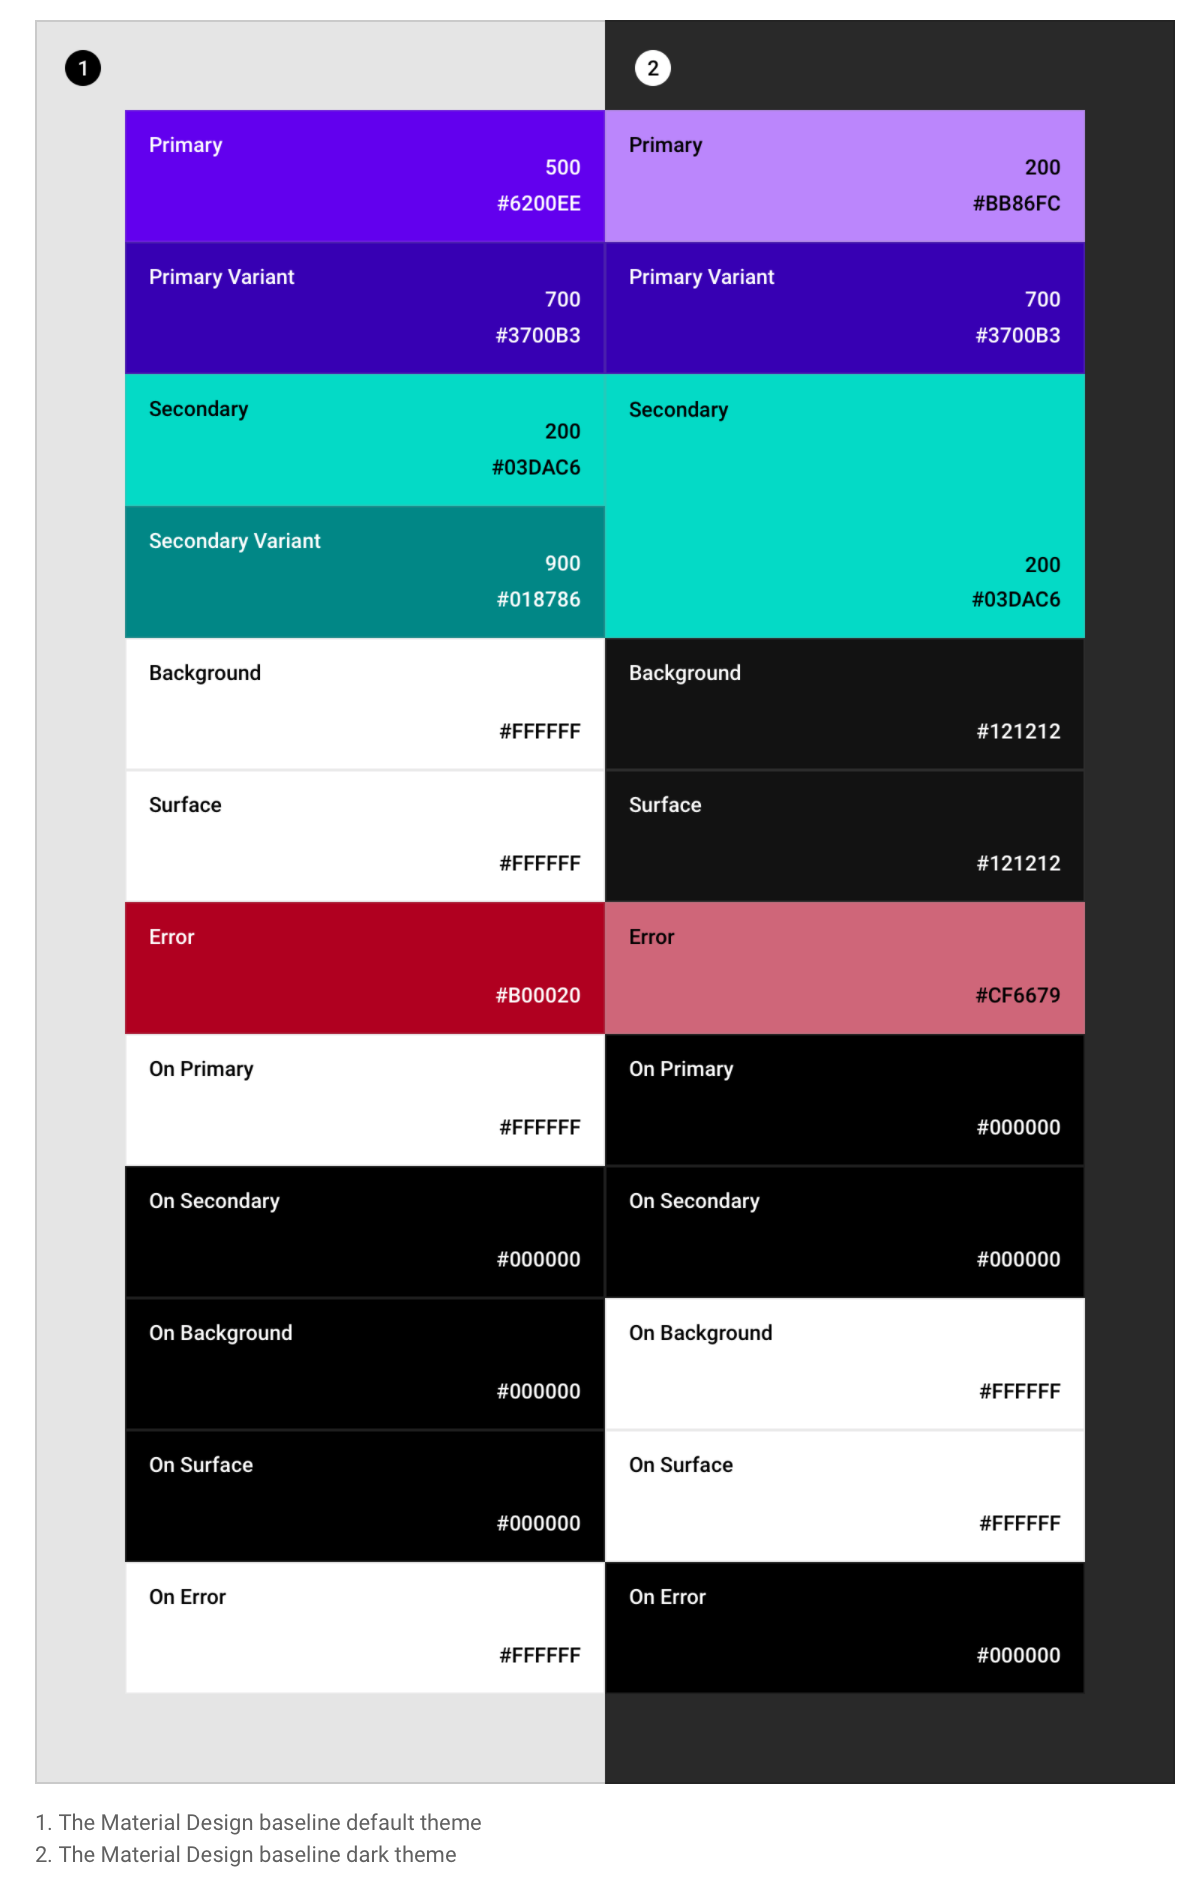 1
Primary
500
#6200EE
Primary Variant
700
#3700B3
Secondary
200
#03DAC6
Secondary Variant
900
#018786
Background
#FFFFFF
Surface
#FFFFFF
Error
#B00020
On Primary
#FFFFFF
On Secondary
#000000
On Background
#000000
On Surface
#000000
On Error
#FFFFFF
2
Primary
200
#BB86FC
Primary Variant
700
#3700B3
Secondary
200
#03DAC6
Background
#121212
Surface
#121212
Error
#CF6679
On Primary
#000000
On Secondary
#000000
On Background
#FFFFFF
On Surface
#FFFFFF
On Error
#000000
1. The Material Design baseline default theme
2. The Material Design baseline dark theme